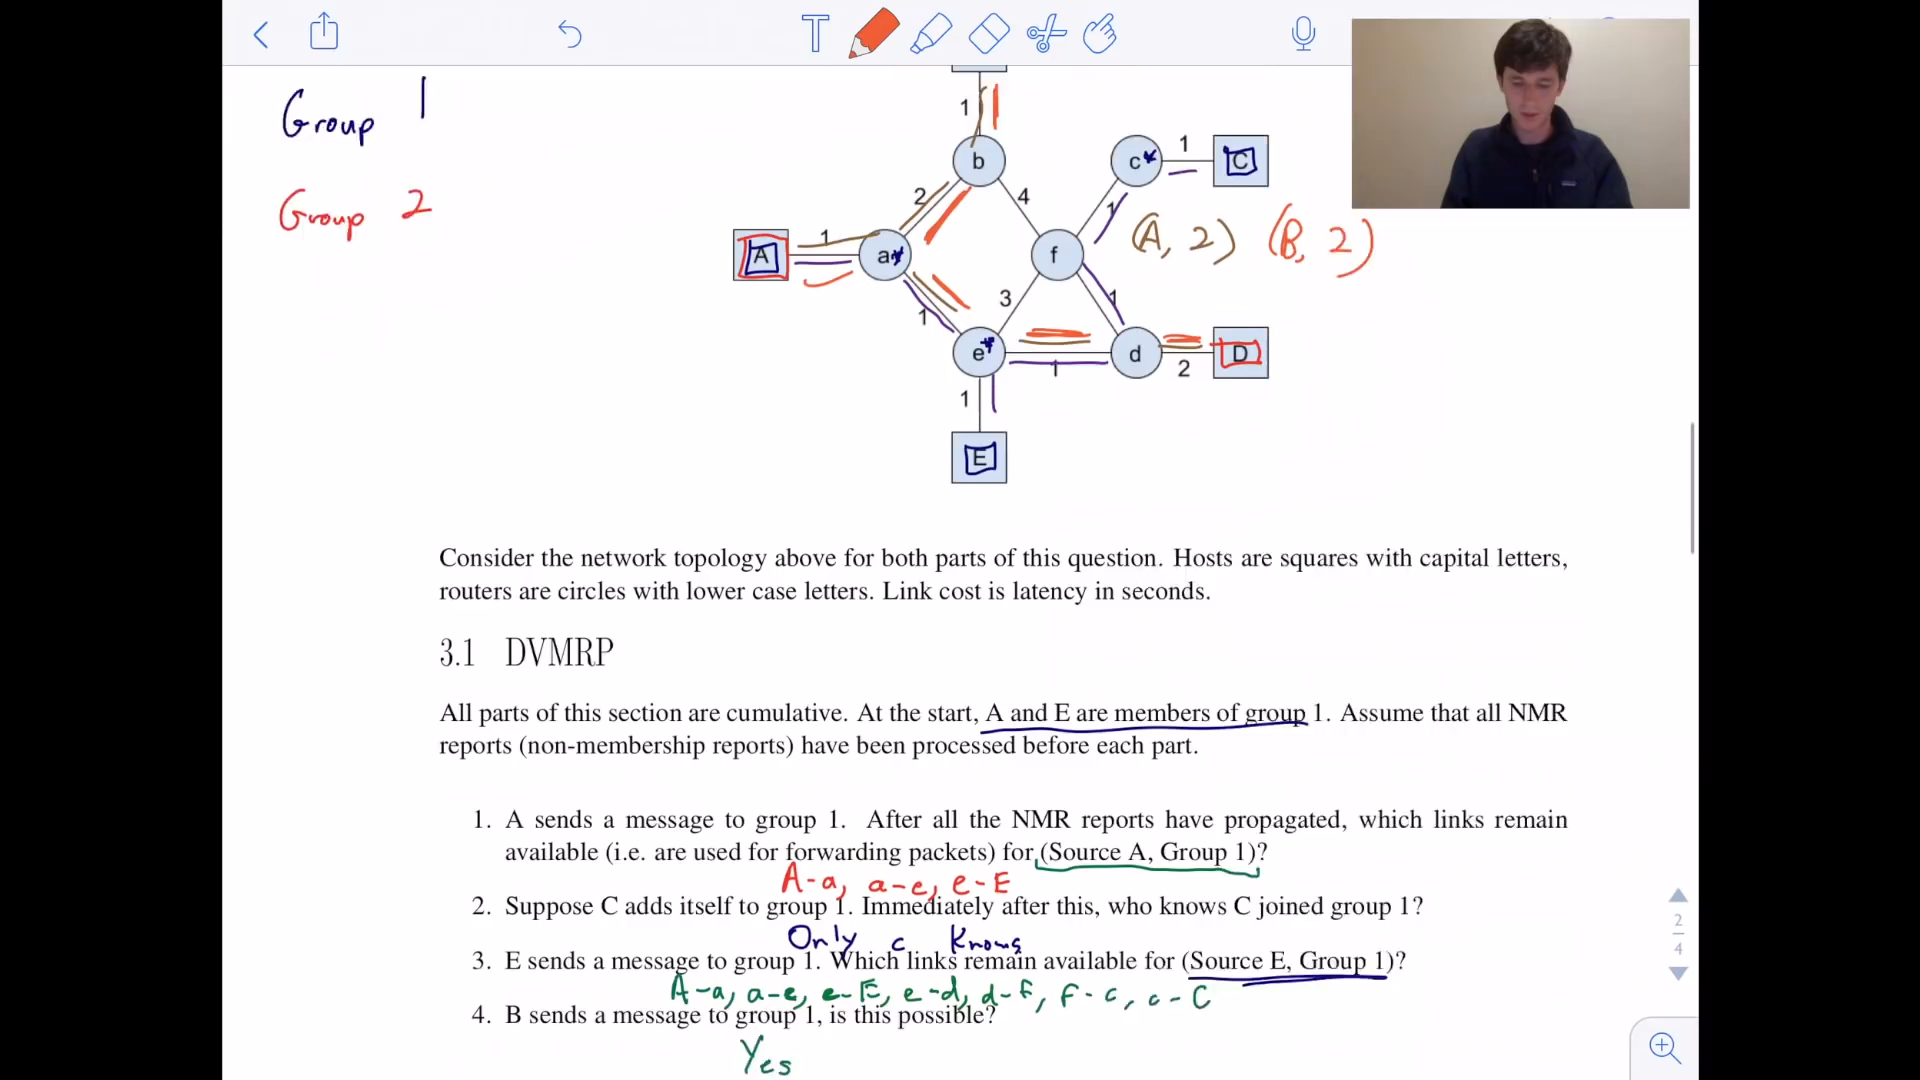 T
Group 1
1
b
c
1
C
2
4
1
Group 2
(A, 2) (B, 2)
1
A
a
f
3
1
1
e
d
D
1
2
1
E
Consider the network topology above for both parts of this question. Hosts are squares with capital letters,
routers are circles with lower case letters. Link cost is latency in seconds.
3.1 DVMRP
All parts of this section are cumulative. At the start, A and E are members of group 1. Assume that all NMR
reports (non-membership reports) have been processed before each part.
1. A sends a message to group 1. After all the NMR reports have propagated, which links remain
available (i.e. are used for forwarding packets) for (Source A, Group 1)?
A-a, a-e, e-E
2. Suppose C adds itself to group 1. Immediately after this, who knows C joined group 1?
Only c Knows
3. E sends a message to group 1. Which links remain available for (Source E, Group 1)?
A-a, a-e, e-E, e-d, d-f, f-c, c-C
4. B sends a message to group 1, is this possible?
Yes
2
4